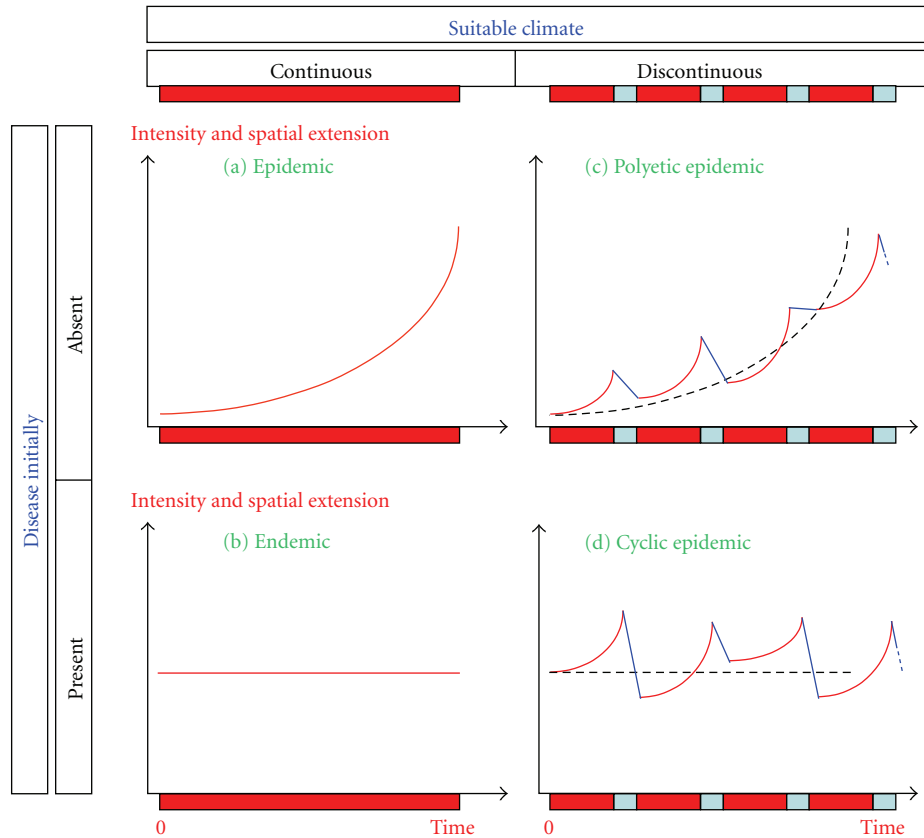 Suitable climate
Continuous
Discontinuous
Disease initially
Absent
Present
Intensity and spatial extension
(a) Epidemic
(c) Polyetic epidemic
Intensity and spatial extension
(b) Endemic
(d) Cyclic epidemic
0
Time
0
Time